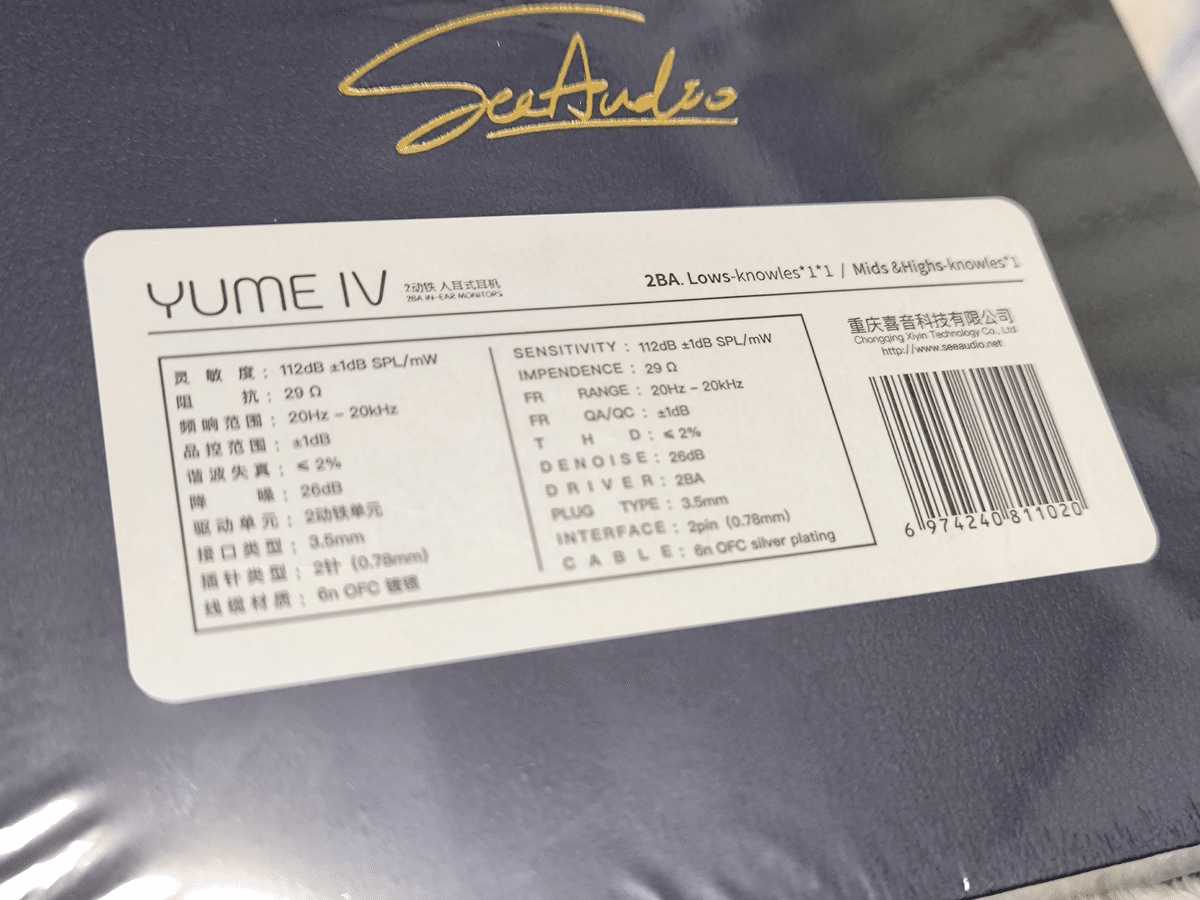 SeeAudio
YUME IV
2动铁 入耳式耳机
2BA IN-EAR MONITORS
2BA. Lows-knowles*1*1 / Mids &Highs-knowles*1
灵敏度： 112dB ±1dB SPL/mW
阻抗： 29 Ω
频响范围： 20Hz – 20kHz
品控范围： ±1dB
谐波失真： ≤ 2%
降噪： 26dB
驱动单元： 2动铁单元
接口类型： 3.5mm
插针类型： 2针 (0.78mm)
线缆材质： 6n OFC 镀银
SENSITIVITY : 112dB ±1dB SPL/mW
IMPENDENCE : 29 Ω
FR RANGE : 20Hz – 20kHz
FR QA/QC : ±1dB
T H D : ≤ 2%
DENOISE : 26dB
DRIVER : 2BA
PLUG TYPE : 3.5mm
INTERFACE : 2pin (0.78mm)
CABLE : 6n OFC silver plating
重庆喜音科技有限公司
Chongqing Xiyin Technology Co., Ltd
http://www.seeaudio.net
6 974240 811020